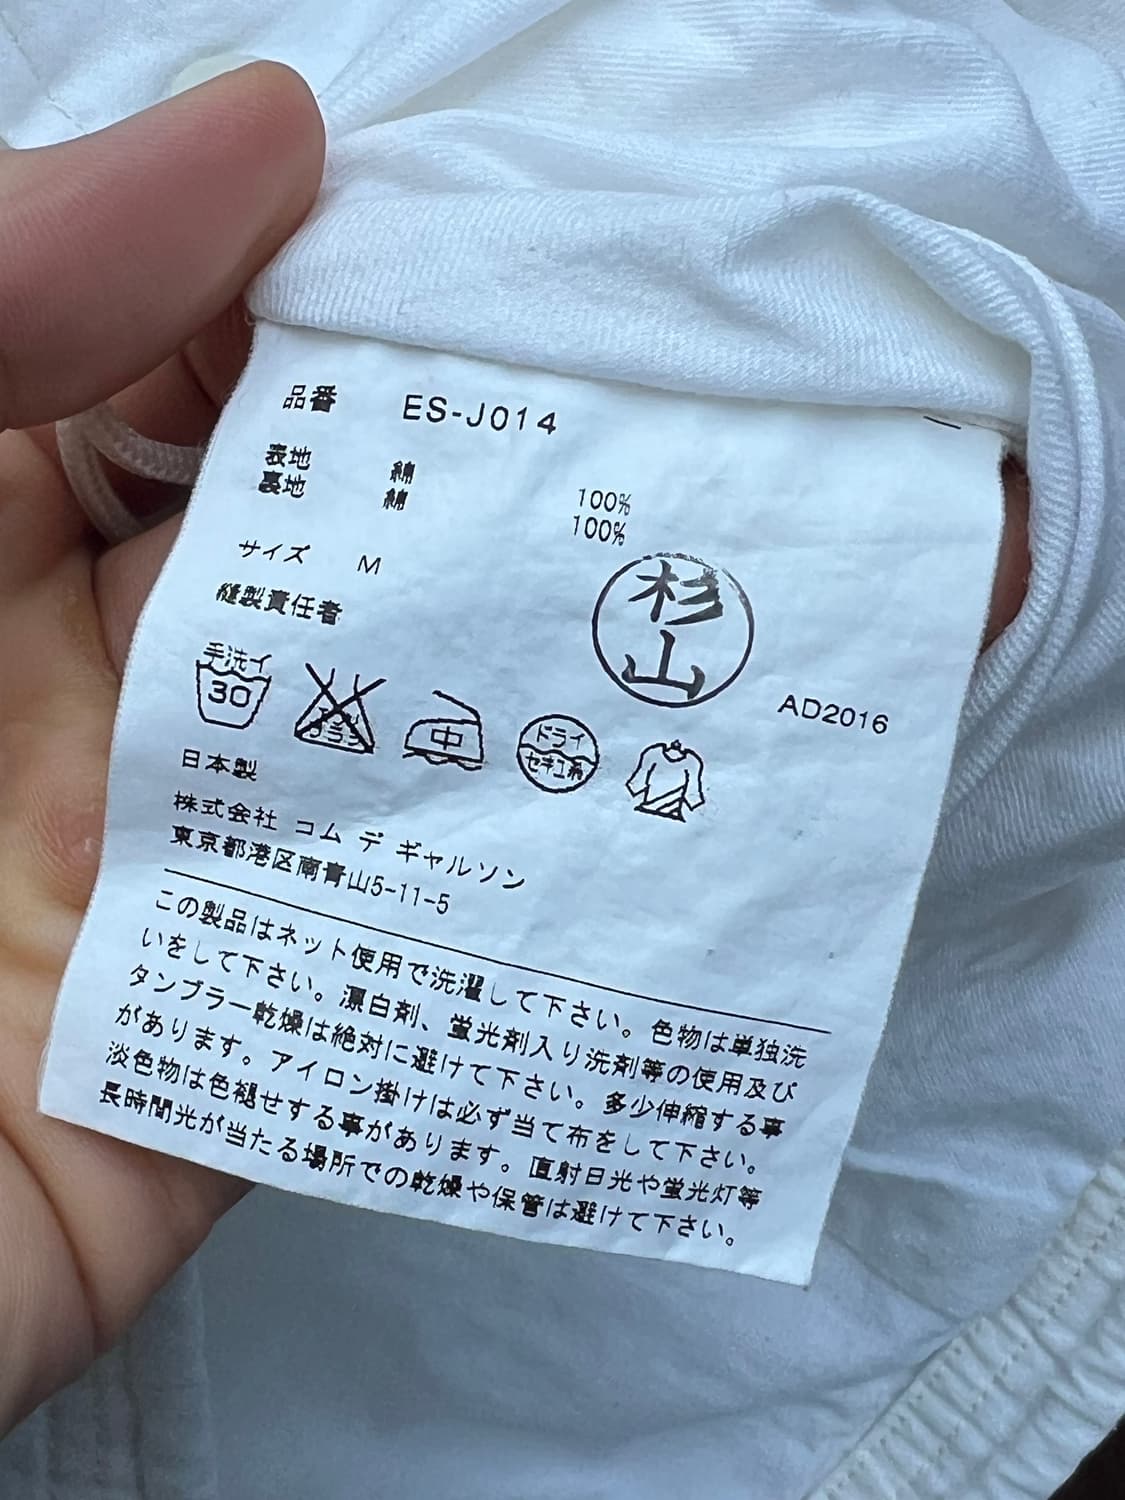 品番 ES-J014
表地 綿 100%
裏地 綿 100%
サイズ M
縫製責任者
杉山
AD2016
手洗イ
30
エンソ
サラシ
中
ドライ
セキユ系
日本製
株式会社 コム デ ギャルソン
東京都港区南青山5-11-5
この製品はネット使用で洗濯して下さい。色物は単独洗
いをして下さい。漂白剤、蛍光剤入り洗剤等の使用及び
タンブラー乾燥は絶対に避けて下さい。多少伸縮する事
があります。アイロン掛けは必ず当て布をして下さい。
淡色物は色褪せする事があります。直射日光や蛍光灯等
長時間光が当たる場所での乾燥や保管は避けて下さい。